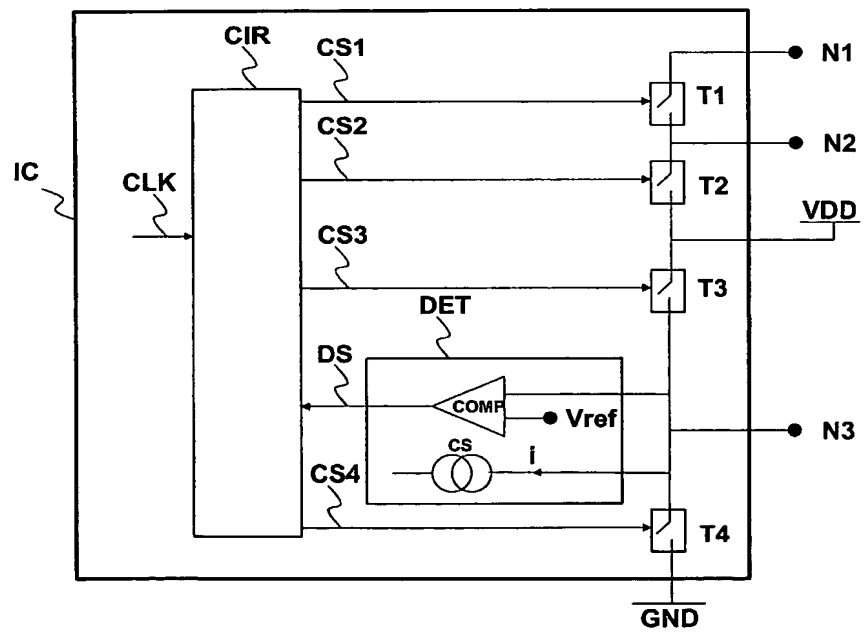 CIR
CS1
N1
T1
CS2
N2
IC
CLK
T2
VDD
CS3
T3
DET
DS
COMP
Vref
N3
CS
i
CS4
T4
GND